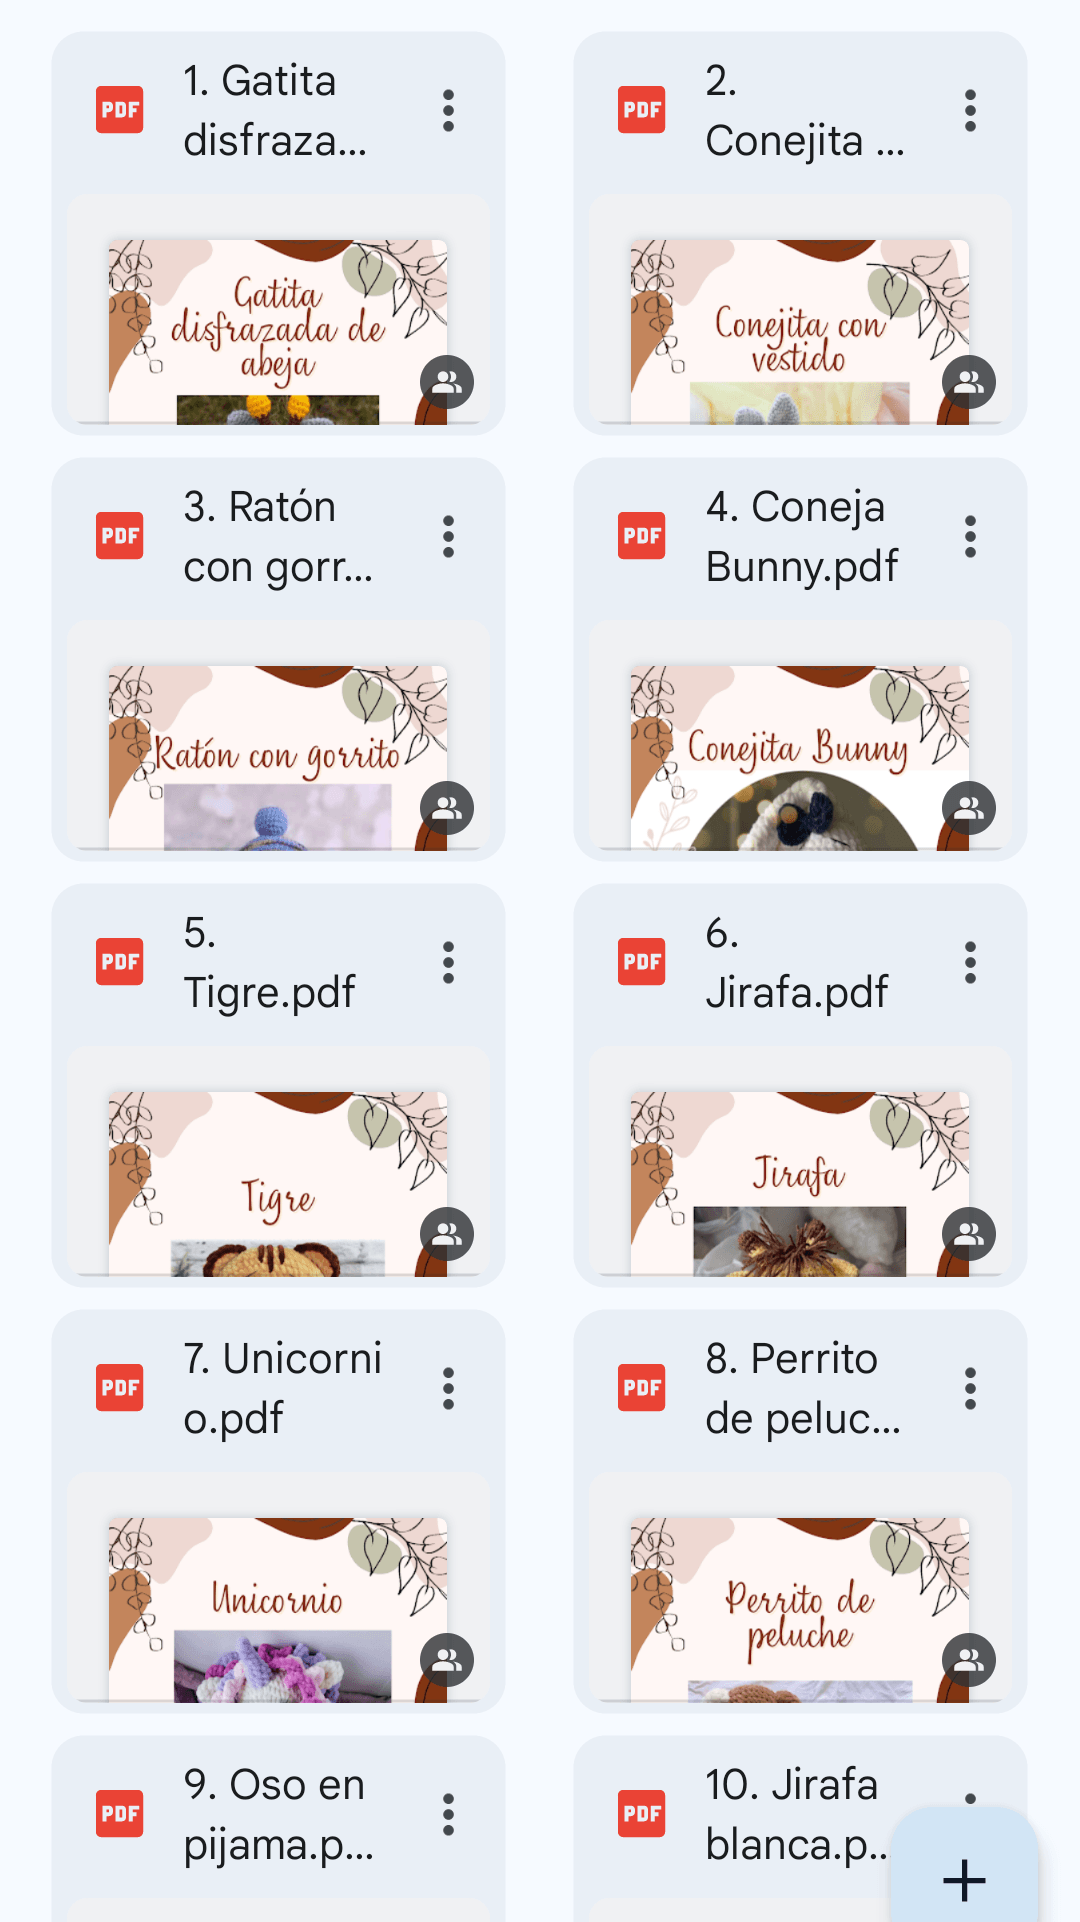 PDF
1. Gatita
disfraza...
Gatita
disfrazada de
abeja
PDF
2.
Conejita ...
Conejita con
vestido
PDF
3. Ratón
con gorr...
Ratón con gorrito
PDF
4. Coneja
Bunny.pdf
Conejita Bunny
PDF
5.
Tigre.pdf
Tigre
PDF
6.
Jirafa.pdf
Jirafa
PDF
7. Unicorni
o.pdf
Unicornio
PDF
8. Perrito
de peluc...
Perrito de
peluche
PDF
9. Oso en
pijama.p...
PDF
10. Jirafa
blanca.p...